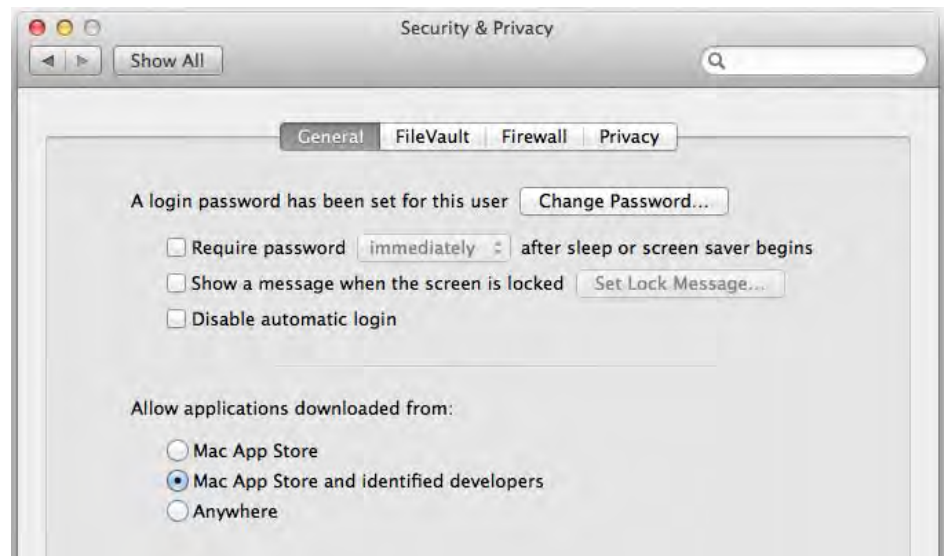 Security & Privacy
Show All
General FileVault Firewall Privacy
A login password has been set for this user Change Password...
Require password immediately after sleep or screen saver begins
Show a message when the screen is locked Set Lock Message...
Disable automatic login
Allow applications downloaded from:
Mac App Store
Mac App Store and identified developers
Anywhere